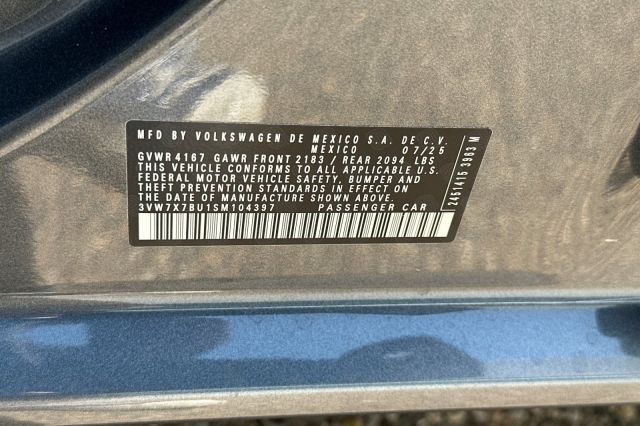 MFD BY VOLKSWAGEN DE MEXICO S.A. DE C.V.
MEXICO 07/25
GVWR 4167 GAWR FRONT 2183 / REAR 2094 LBS
THIS VEHICLE CONFORMS TO ALL APPLICABLE U.S.
FEDERAL MOTOR VEHICLE SAFETY, BUMPER AND
THEFT PREVENTION STANDARDS IN EFFECT ON
THE DATE OF MANUFACTURE SHOWN ABOVE.
3VW7X7BU1SM104397 PASSENGER CAR
2461416 3963 M